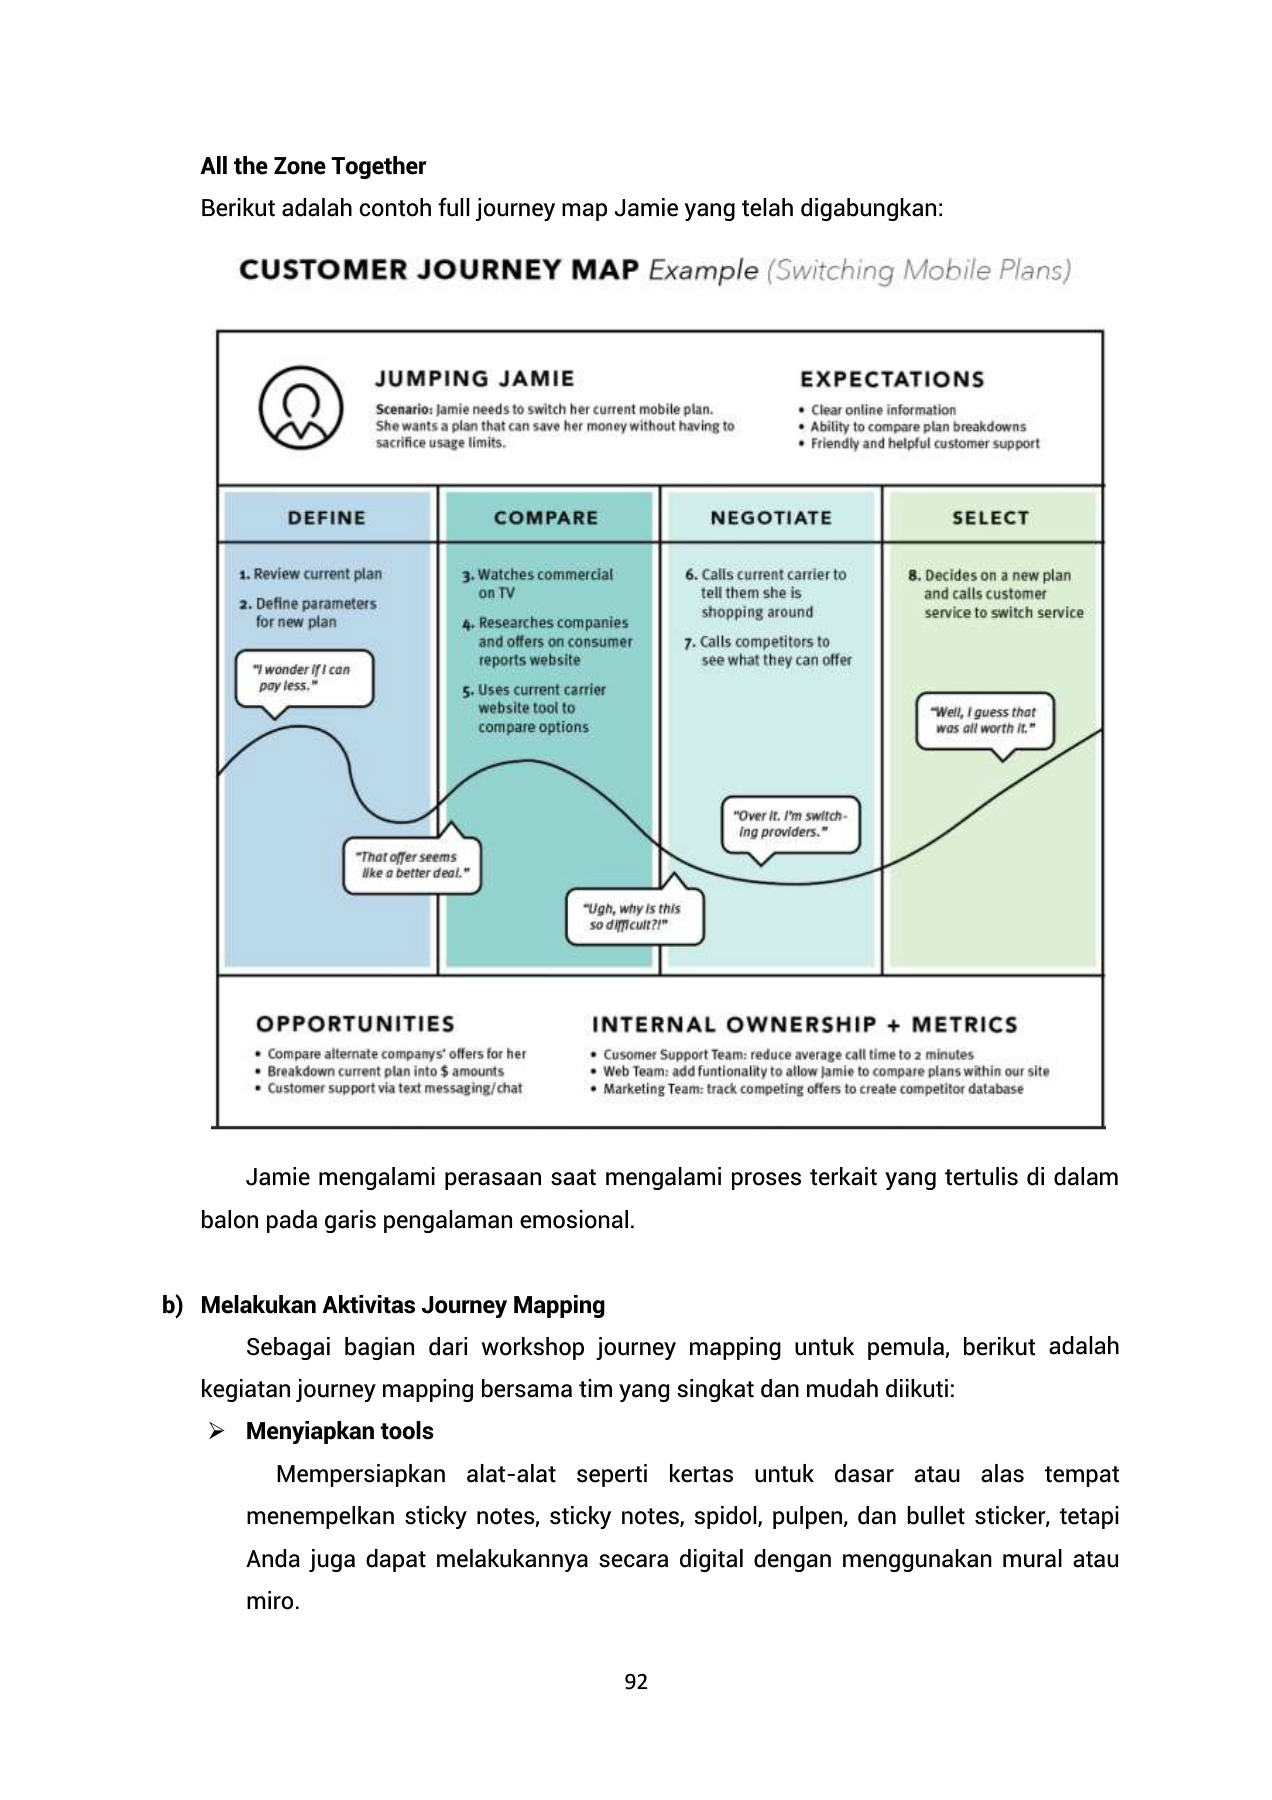 All the Zone Together
Berikut adalah contoh full journey map Jamie yang telah digabungkan:
CUSTOMER JOURNEY MAP Example (Switching Mobile Plans)
JUMPING JAMIE
Scenario: Jamie needs to switch her current mobile plan.
She wants a plan that can save her money without having to
sacrifice usage limits.
EXPECTATIONS
• Clear online information
• Ability to compare plan breakdowns
• Friendly and helpful customer support
DEFINE
1. Review current plan
2. Define parameters
for new plan
"I wonder if I can
pay less."
"That offer seems
like a better deal."
COMPARE
3. Watches commercial
on TV
4. Researches companies
and offers on consumer
reports website
5. Uses current carrier
website tool to
compare options
"Ugh, why is this
so difficult?!"
NEGOTIATE
6. Calls current carrier to
tell them she is
shopping around
7. Calls competitors to
see what they can offer
"Over it. I'm switch-
ing providers."
SELECT
8. Decides on a new plan
and calls customer
service to switch service
"Well, I guess that
was all worth it."
OPPORTUNITIES
• Compare alternate companys' offers for her
• Breakdown current plan into $ amounts
• Customer support via text messaging/chat
INTERNAL OWNERSHIP + METRICS
• Cusomer Support Team: reduce average call time to 2 minutes
• Web Team: add funtionality to allow Jamie to compare plans within our site
• Marketing Team: track competing offers to create competitor database
Jamie mengalami perasaan saat mengalami proses terkait yang tertulis di dalam
balon pada garis pengalaman emosional.
b) Melakukan Aktivitas Journey Mapping
Sebagai bagian dari workshop journey mapping untuk pemula, berikut adalah
kegiatan journey mapping bersama tim yang singkat dan mudah diikuti:
➢ Menyiapkan tools
Mempersiapkan alat-alat seperti kertas untuk dasar atau alas tempat
menempelkan sticky notes, sticky notes, spidol, pulpen, dan bullet sticker, tetapi
Anda juga dapat melakukannya secara digital dengan menggunakan mural atau
miro.
92